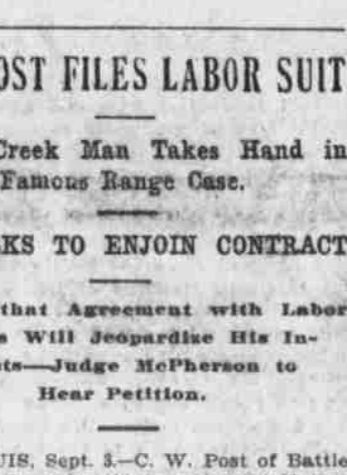 OST FILES LABOR SUIT
Creek Man Takes Hand in
Famous Range Case.
KS TO ENJOIN CONTRACT
that Agreement with Labor
s Will Jeopardize His In-
ts—Judge McPherson to
Hear Petition.
UIS, Sept. 3.—C. W. Post of Battle